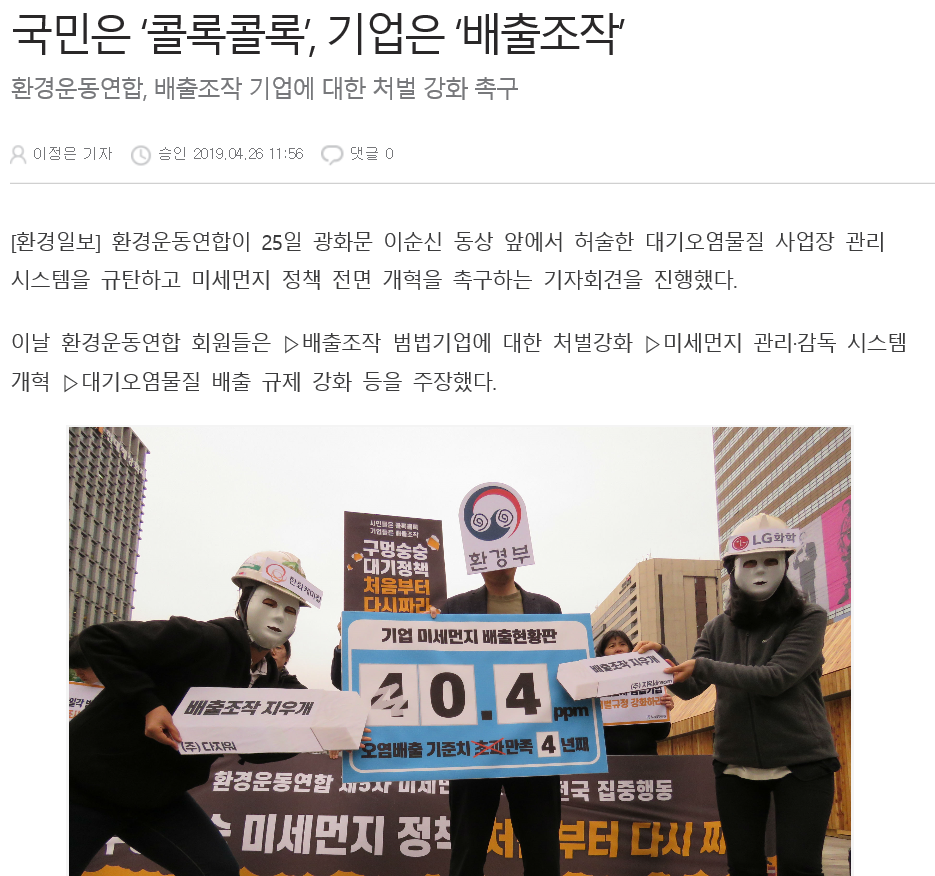 국민은 ‘콜록콜록’, 기업은 ‘배출조작’
환경운동연합, 배출조작 기업에 대한 처벌 강화 촉구
이정은 기자 승인 2019.04.26 11:56 댓글 0
[환경일보] 환경운동연합이 25일 광화문 이순신 동상 앞에서 허술한 대기오염물질 사업장 관리
시스템을 규탄하고 미세먼지 정책 전면 개혁을 촉구하는 기자회견을 진행했다.
이날 환경운동연합 회원들은 ▷배출조작 범법기업에 대한 처벌강화 ▷미세먼지 관리·감독 시스템
개혁 ▷대기오염물질 배출 규제 강화 등을 주장했다.
시민들은 콜록콜록
기업들은 배출조작
구멍숭숭
대기정책
처음부터
다시짜라
환경부
한화케미칼
LG화학
기업 미세먼지 배출현황판
40.4
ppm
오염배출 기준치 초과 만족 4 년째
배출조작 지우개
(주) 다지워
배출조작 지우개
강화하라
환경운동연합 제5차 미세먼
전국 집중행동
미세먼지 정책
처음부터 다시 짜